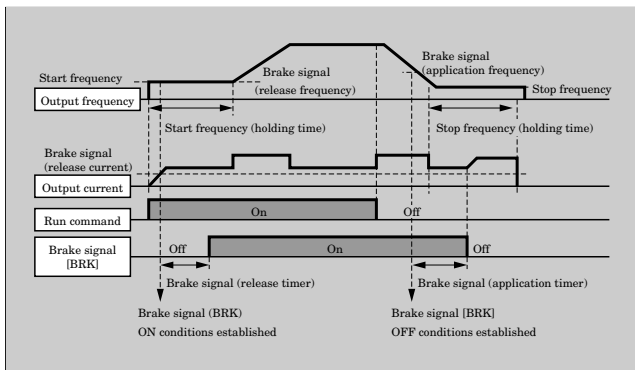 Start frequency
Output frequency
Brake signal
(release frequency)
Brake signal
(application frequency)
Stop frequency
Start frequency (holding time)
Stop frequency (holding time)
Brake signal
(release current)
Output current
Run command
On
Off
Brake signal
[BRK]
Off
On
Off
Brake signal (release timer)
Brake signal (application timer)
Brake signal (BRK)
ON conditions established
Brake signal [BRK]
OFF conditions established